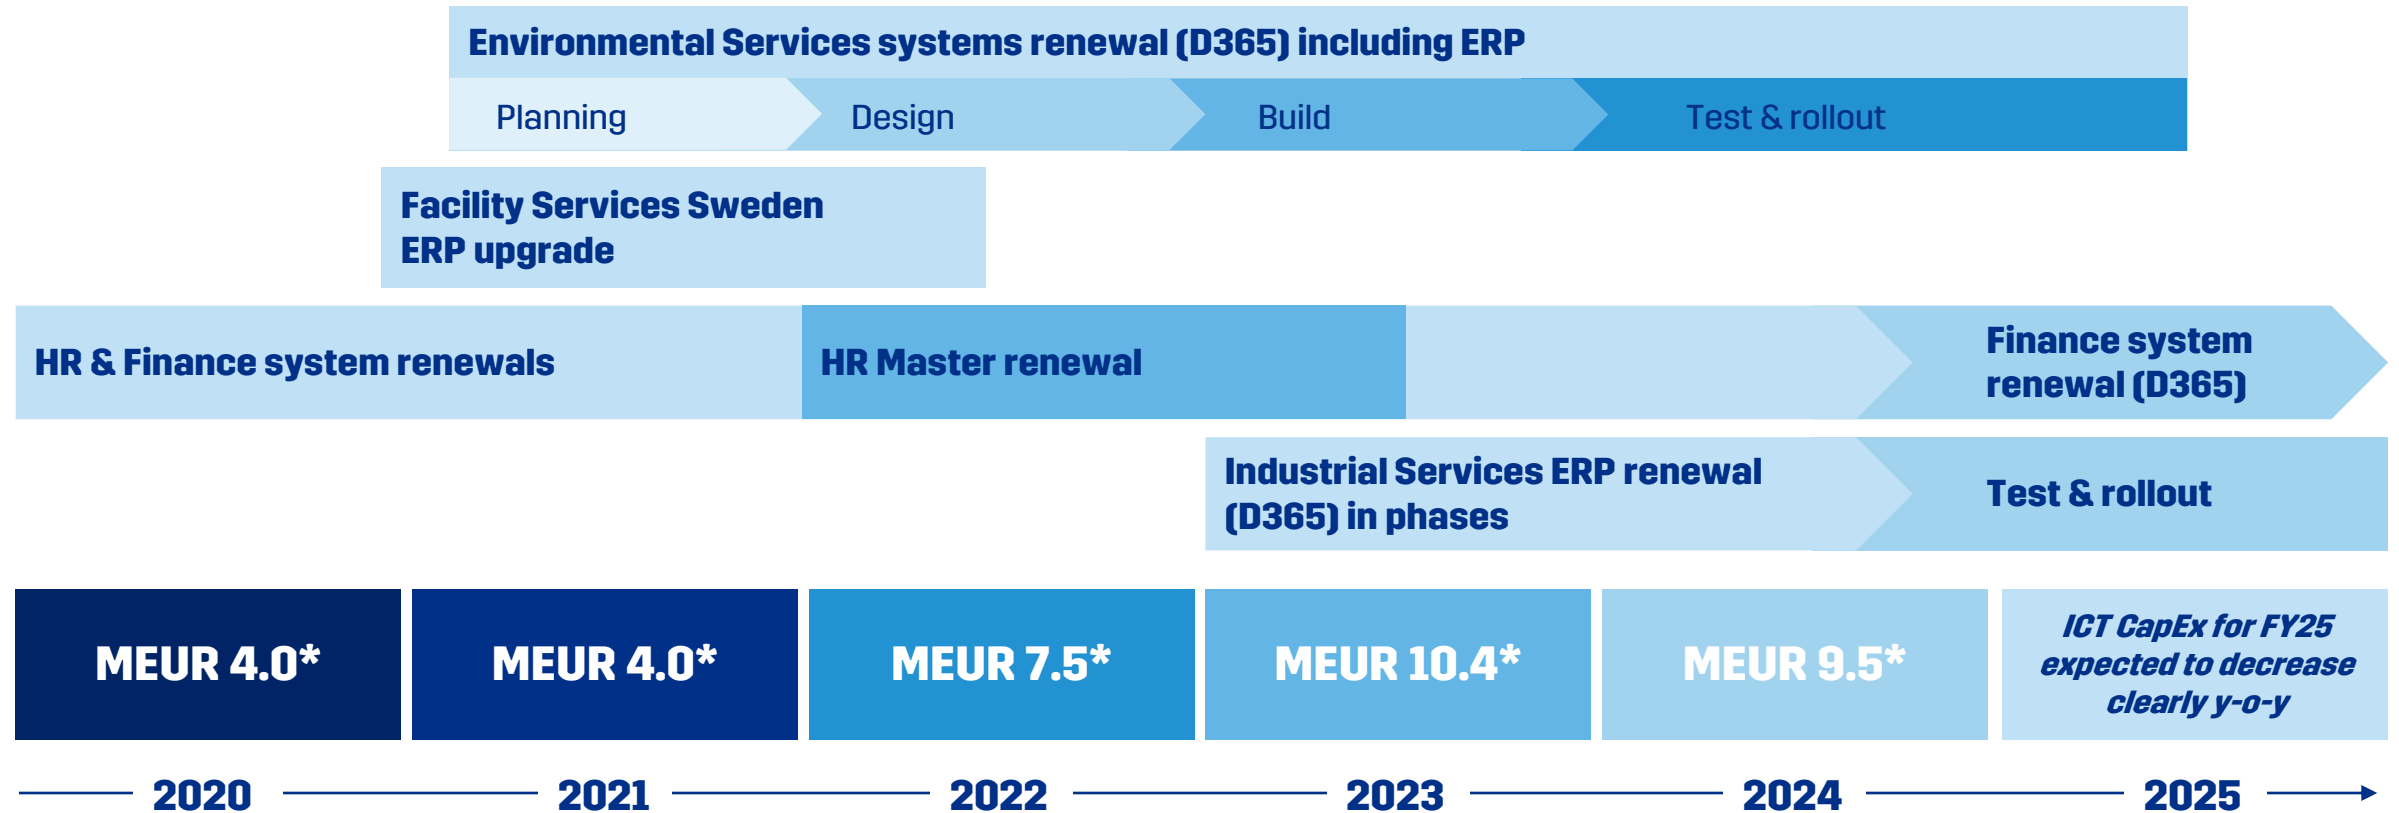 Environmental Services systems renewal (D365) including ERP
Planning
Design
Build
Test & rollout
Facility Services Sweden
ERP upgrade
HR & Finance system renewals
HR Master renewal
Finance system
renewal (D365)
Industrial Services ERP renewal
(D365) in phases
Test & rollout
MEUR 4.0*
MEUR 4.0*
MEUR 7.5*
MEUR 10.4*
MEUR 9.5*
ICT CapEx for FY25
expected to decrease
clearly y-o-y
2020
2021
2022
2023
2024
2025